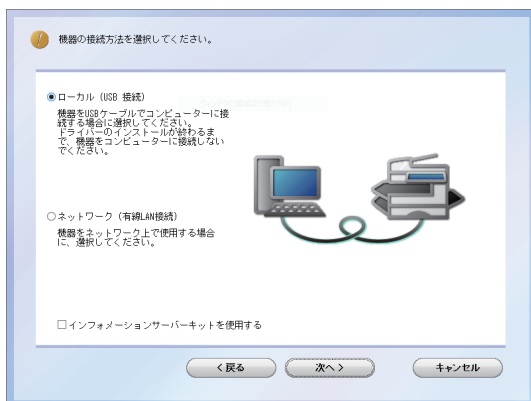 機器の接続方法を選択してください。
ローカル (USB 接続)
機器をUSBケーブルでコンピューターに接
続する場合に選択してください。
ドライバーのインストールが終わるま
で、機器をコンピューターに接続しない
でください。
ネットワーク (有線LAN接続)
機器をネットワーク上で使用する場合
に、選択してください。
インフォメーションサーバーキットを使用する
< 戻る
次へ >
キャンセル